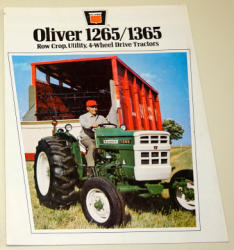 Oliver 1265/1365
Row Crop, Utility, 4-Wheel Drive Tractors